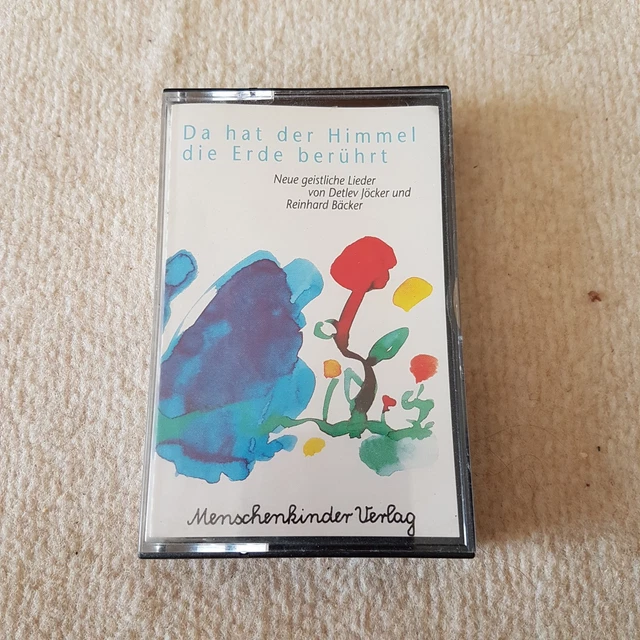 Da hat der Himmel
die Erde berührt
Neue geistliche Lieder
von Detlev Jöcker und
Reinhard Bäcker
Menschenkinder Verlag